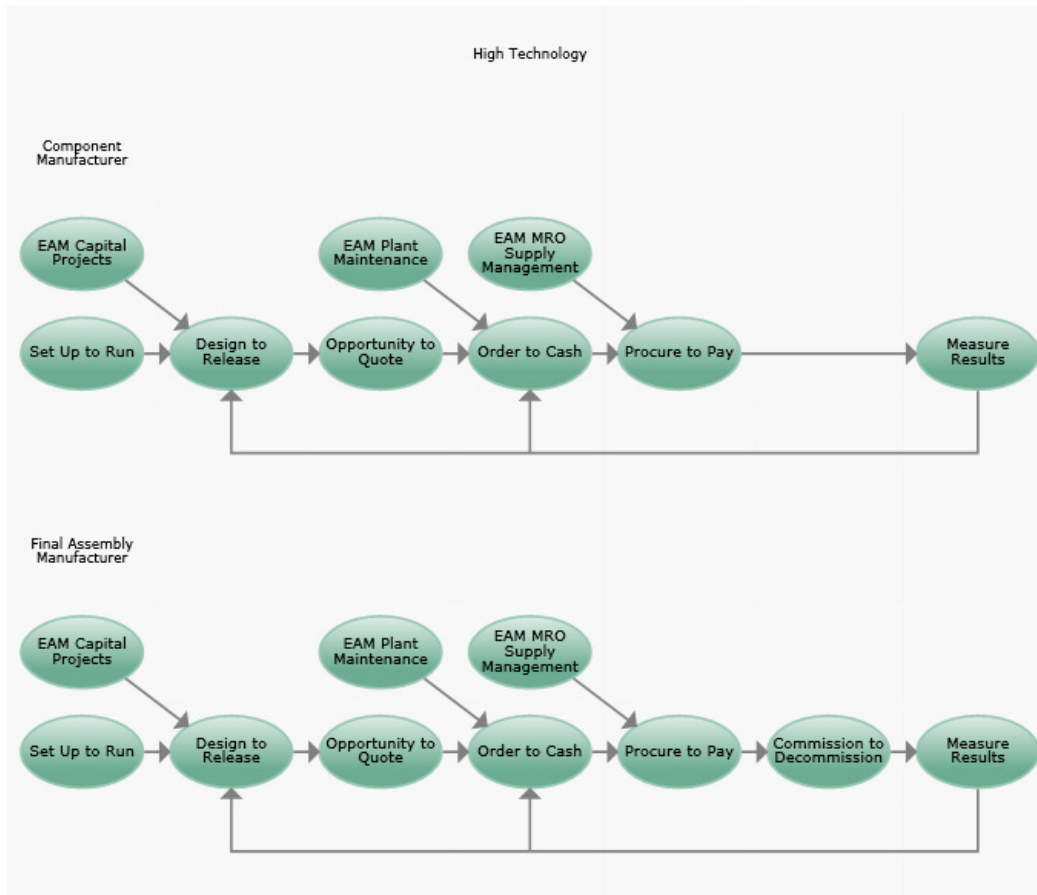 High Technology
Component
Manufacturer
EAM Capital
Projects
EAM Plant
Maintenance
EAM MRO
Supply
Management
Set Up to Run
Design to
Release
Opportunity to
Quote
Order to Cash
Procure to Pay
Measure
Results
Final Assembly
Manufacturer
EAM Capital
Projects
EAM Plant
Maintenance
EAM MRO
Supply
Management
Set Up to Run
Design to
Release
Opportunity to
Quote
Order to Cash
Procure to Pay
Commission to
Decommission
Measure
Results